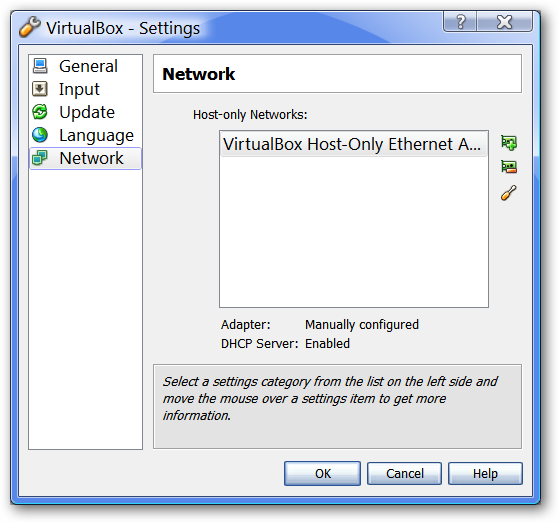 VirtualBox - Settings
General
Input
Update
Language
Network
Network
Host-only Networks:
VirtualBox Host-Only Ethernet A...
Adapter: Manually configured
DHCP Server: Enabled
Select a settings category from the list on the left side and
move the mouse over a settings item to get more
information.
OK Cancel Help